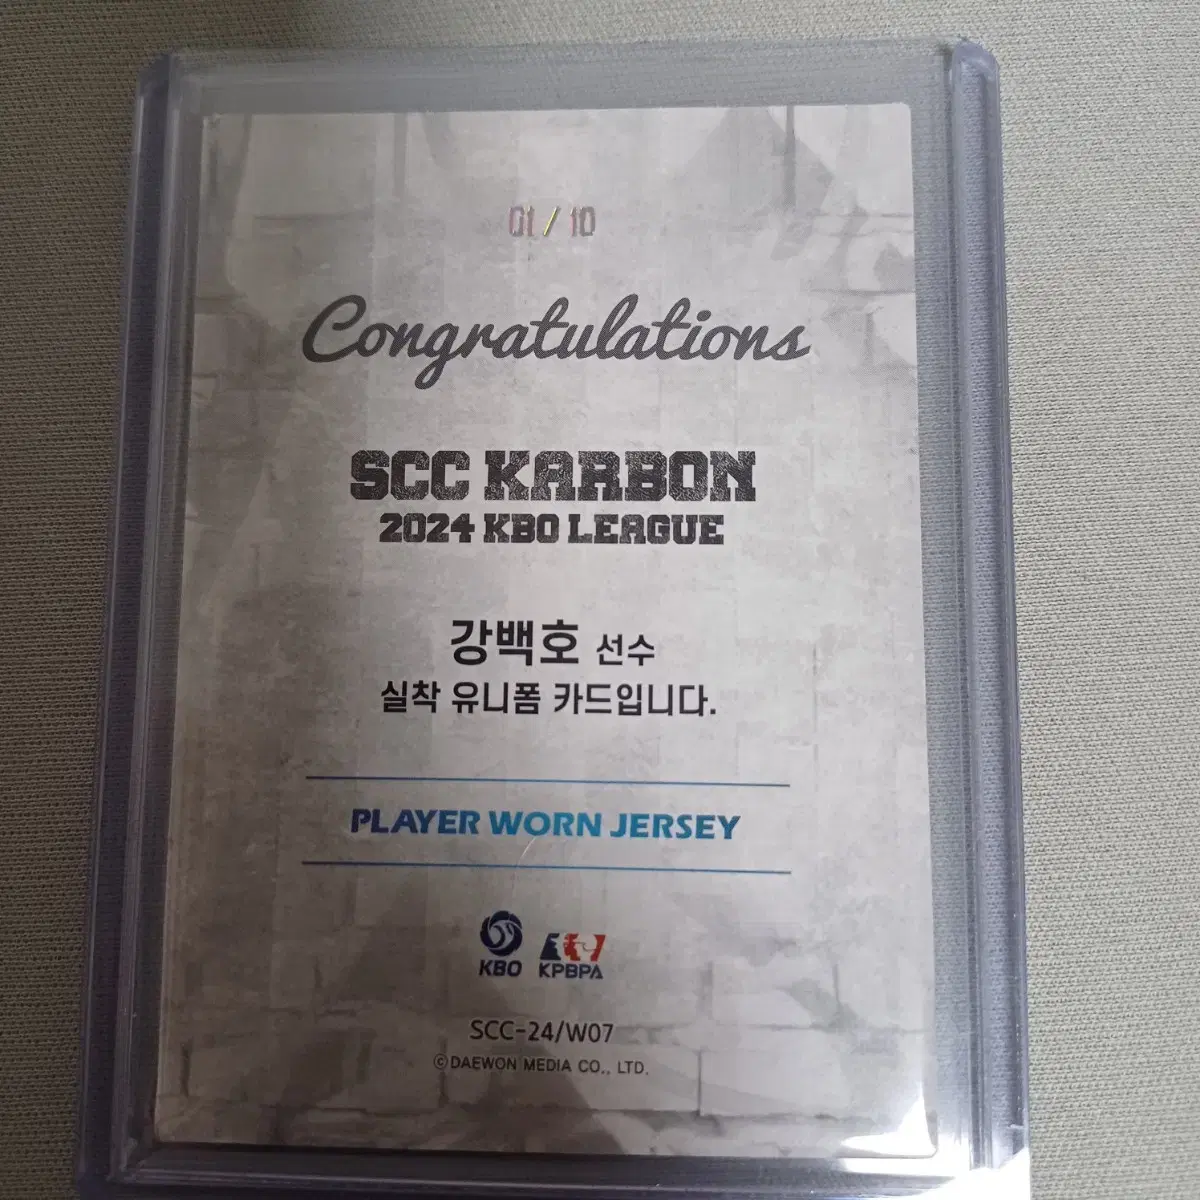 01/10
Congratulations
SCC KARBON
2024 KBO LEAGUE
강백호 선수
실착 유니폼 카드입니다.
PLAYER WORN JERSEY
KBO KPBPA
SCC-24/W07
©DAEWON MEDIA CO., LTD.